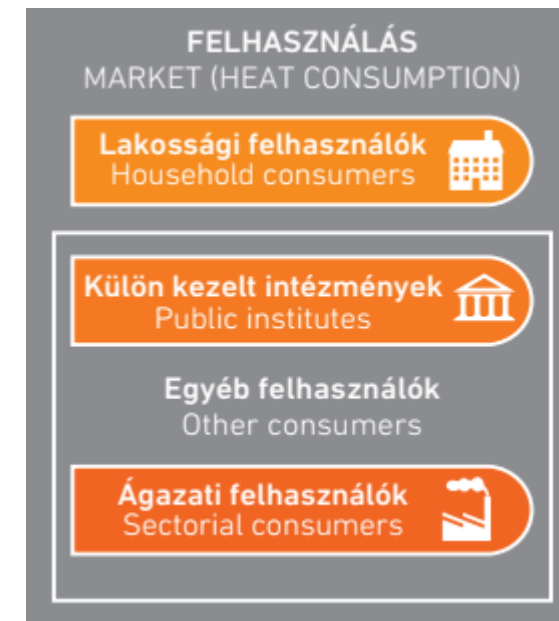 FELHASZNÁLÁS
MARKET (HEAT CONSUMPTION)
Lakossági felhasználók
Household consumers
Külön kezelt intézmények
Public institutes
Egyéb felhasználók
Other consumers
Ágazati felhasználók
Sectorial consumers